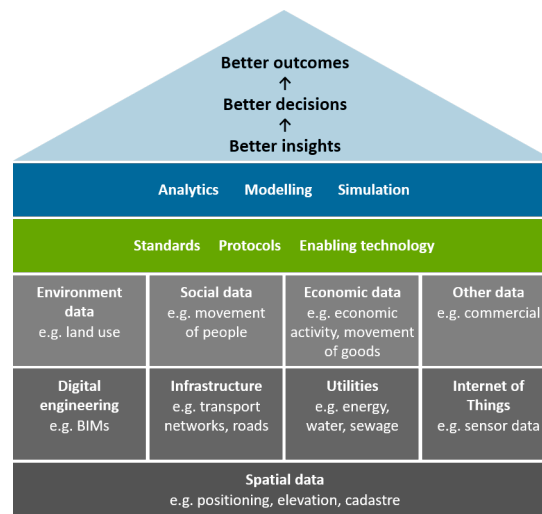 Better outcomes
↑
Better decisions
↑
Better insights
Analytics Modelling Simulation
Standards Protocols Enabling technology
Environment
data
e.g. land use
Social data
e.g. movement
of people
Economic data
e.g. economic
activity, movement
of goods
Other data
e.g. commercial
Digital
engineering
e.g. BIMs
Infrastructure
e.g. transport
networks, roads
Utilities
e.g. energy,
water, sewage
Internet of
Things
e.g. sensor data
Spatial data
e.g. positioning, elevation, cadastre